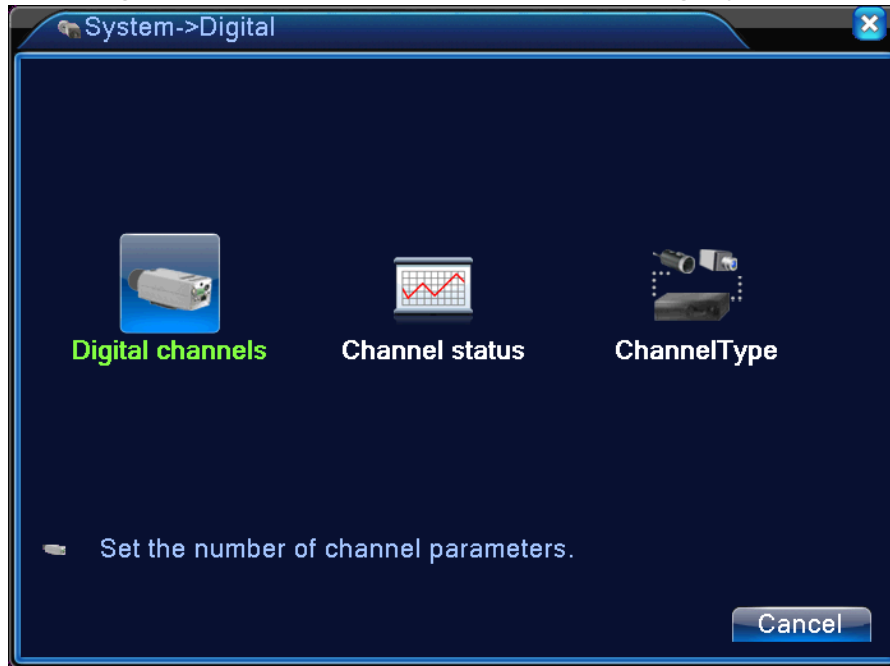 System->Digital
Digital channels Channel status ChannelType
Set the number of channel parameters.
Cancel